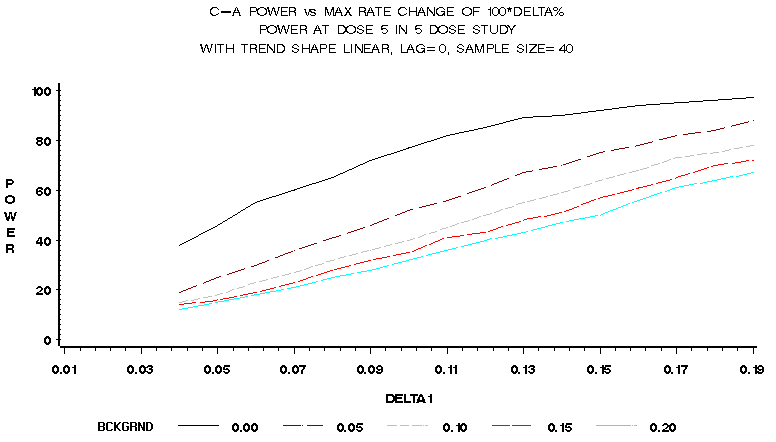 C-A POWER vs MAX RATE CHANGE OF 100*DELTA%
POWER AT DOSE 5 IN 5 DOSE STUDY
WITH TREND SHAPE LINEAR, LAG=0, SAMPLE SIZE=40
100
80
60
40
20
0
POWER
0.01 0.03 0.05 0.07 0.09 0.11 0.13 0.15 0.17 0.19
DELTA1
BCKGRND 0.00 0.05 0.10 0.15 0.20